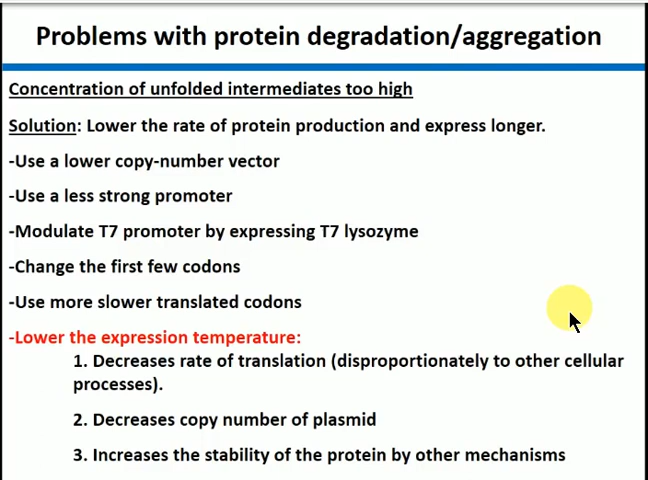 Problems with protein degradation/aggregation
Concentration of unfolded intermediates too high
Solution: Lower the rate of protein production and express longer.
-Use a lower copy-number vector
-Use a less strong promoter
-Modulate T7 promoter by expressing T7 lysozyme
-Change the first few codons
-Use more slower translated codons
-Lower the expression temperature:
1. Decreases rate of translation (disproportionately to other cellular
processes).
2. Decreases copy number of plasmid
3. Increases the stability of the protein by other mechanisms